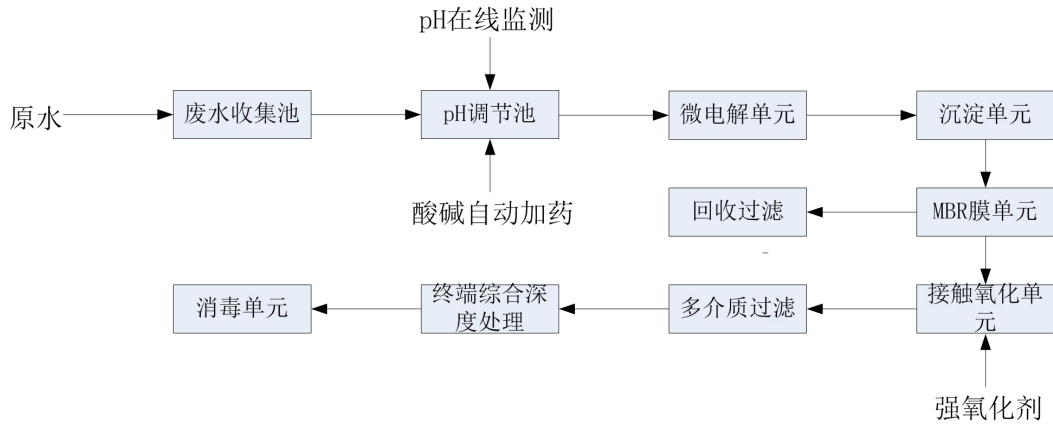 pH在线监测
原水
废水收集池
pH调节池
微电解单元
沉淀单元
酸碱自动加药
回收过滤
MBR膜单元
消毒单元
终端综合深
度处理
多介质过滤
接触氧化单
元
强氧化剂